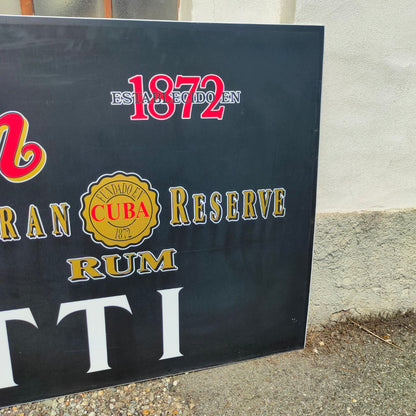 ESTABLECIDO EN
1872
n
RAN
FUNDADO EN
CUBA
1872
RESERVE
RUM
TTI